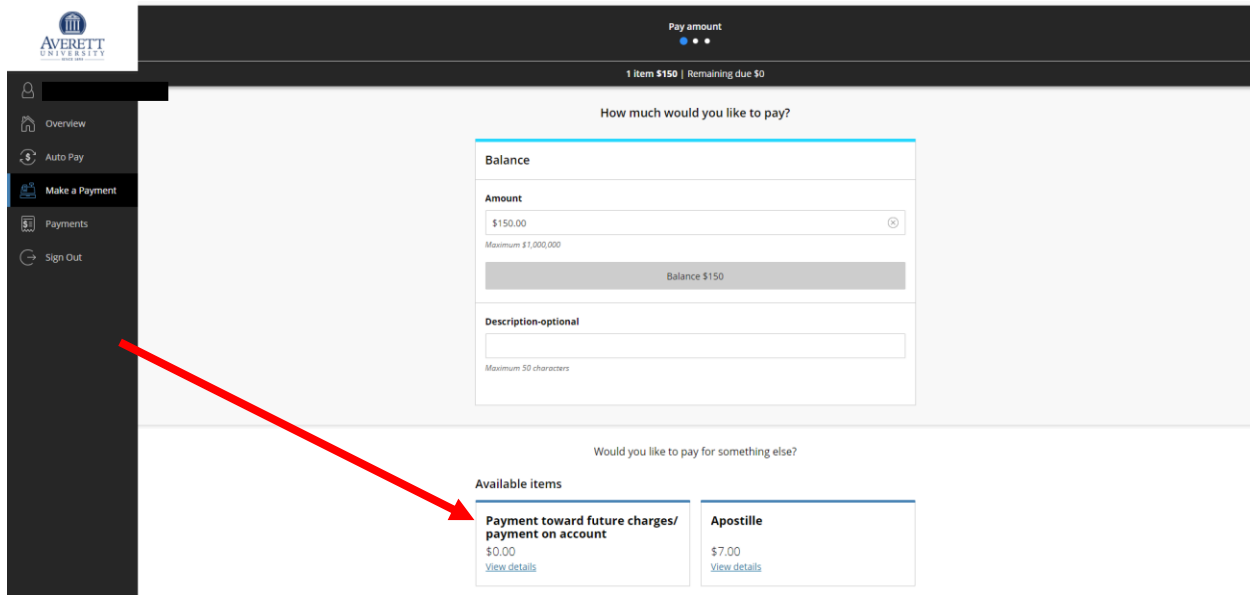 AVERETT
UNIVERSITY
Overview
Auto Pay
Make a Payment
Payments
Sign Out
Pay amount
1 item $150 | Remaining due $0
How much would you like to pay?
Balance
Amount
$150.00
Maximum $1,000,000
Balance $150
Description-optional
Maximum 50 characters
Would you like to pay for something else?
Available items
Payment toward future charges/
payment on account
$0.00
View details
Apostille
$7.00
View details